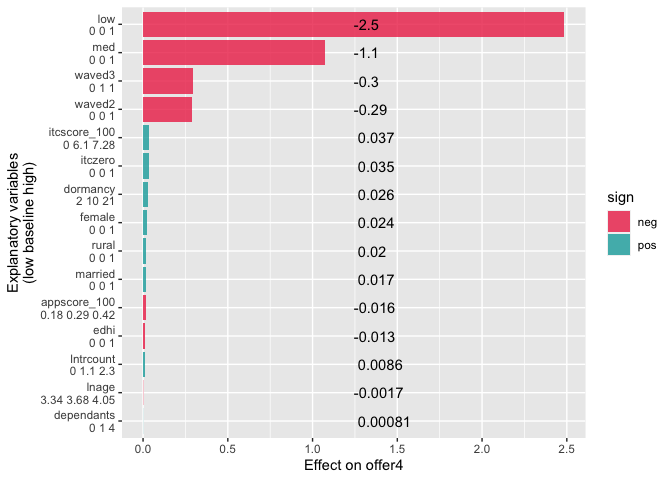 low
0 0 1
-2.5
med
0 0 1
-1.1
waved3
0 1 1
-0.3
waved2
0 0 1
-0.29
itcscore_100
0 6.1 7.28
0.037
itczero
0 0 1
0.035
dormancy
2 10 21
0.026
female
0 0 1
0.024
rural
0 0 1
0.02
married
0 0 1
0.017
appscore_100
0.18 0.29 0.42
-0.016
edhi
0 0 1
-0.013
lntrcount
0 1.1 2.3
0.0086
lnage
3.34 3.68 4.05
-0.0017
dependants
0 1 4
0.00081
Explanatory variables
(low baseline high)
0.0 0.5 1.0 1.5 2.0 2.5
Effect on offer4
sign
neg
pos